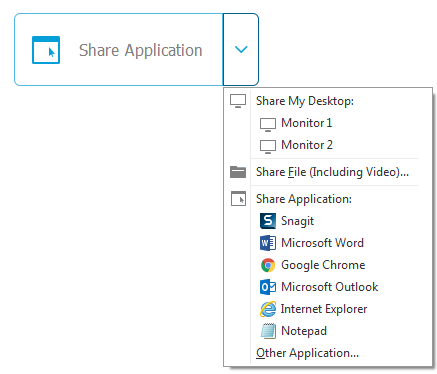 Share Application
Share My Desktop:
Monitor 1
Monitor 2
Share File (Including Video)...
Share Application:
Snagit
Microsoft Word
Google Chrome
Microsoft Outlook
Internet Explorer
Notepad
Other Application...